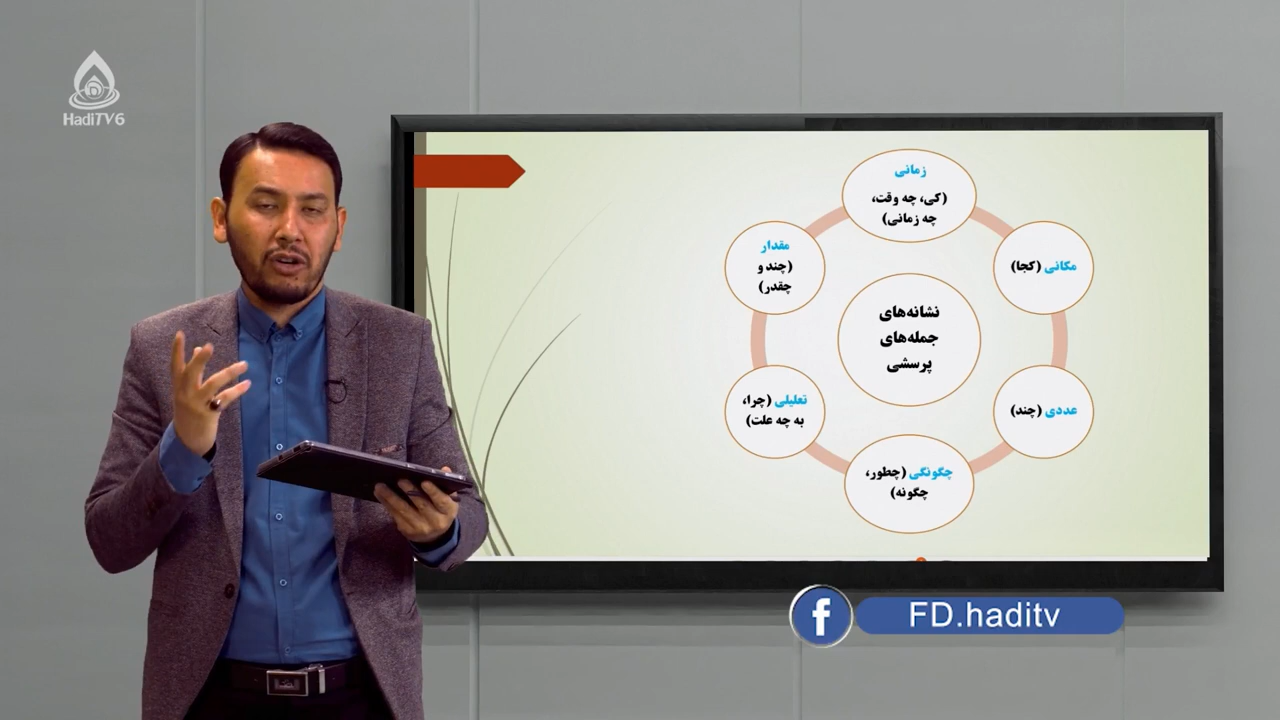 HadiTV6
زمانی
(کی، چه وقت،
چه زمانی)
مکانی (کجا)
عددی (چند)
چگونگی (چطور،
چگونه)
تعلیلی (چرا،
به چه علت)
مقدار
(چند و
چقدر)
نشانه‌های
جمله‌های
پرسشی
f FD.haditv